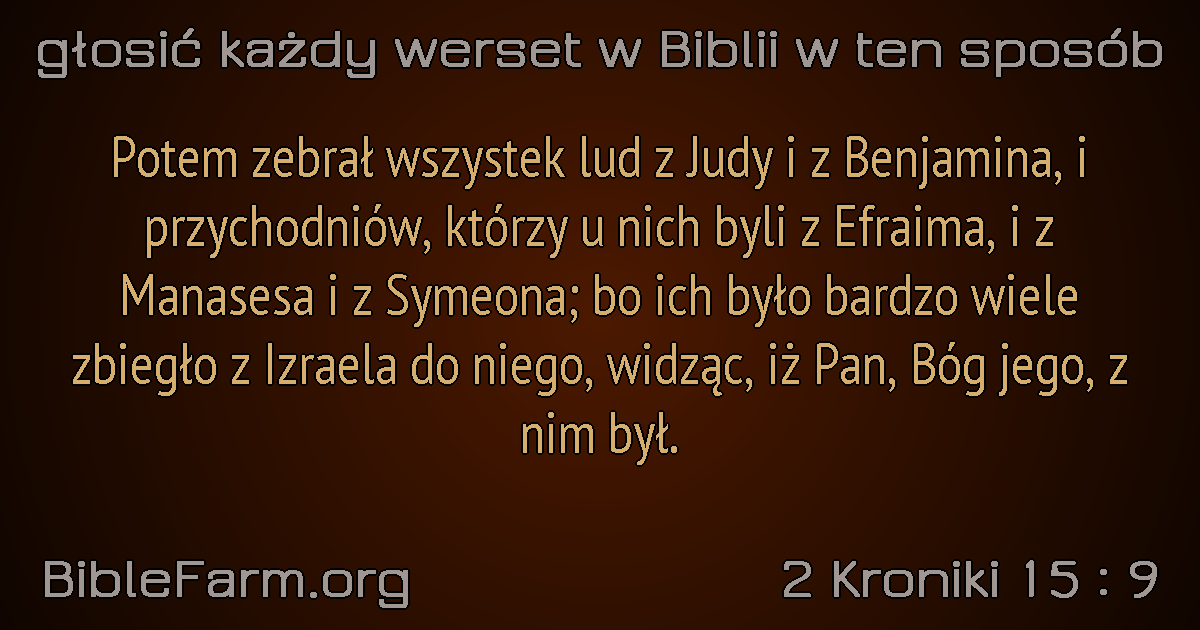 głosić każdy werset w Biblii w ten sposób
Potem zebrał wszystek lud z Judy i z Benjamina, i
przychodniów, którzy u nich byli z Efraima, i z
Manasesa i z Symeona; bo ich było bardzo wiele
zbiegło z Izraela do niego, widząc, iż Pan, Bóg jego, z
nim był.
BibleFarm.org
2 Kroniki 15 : 9